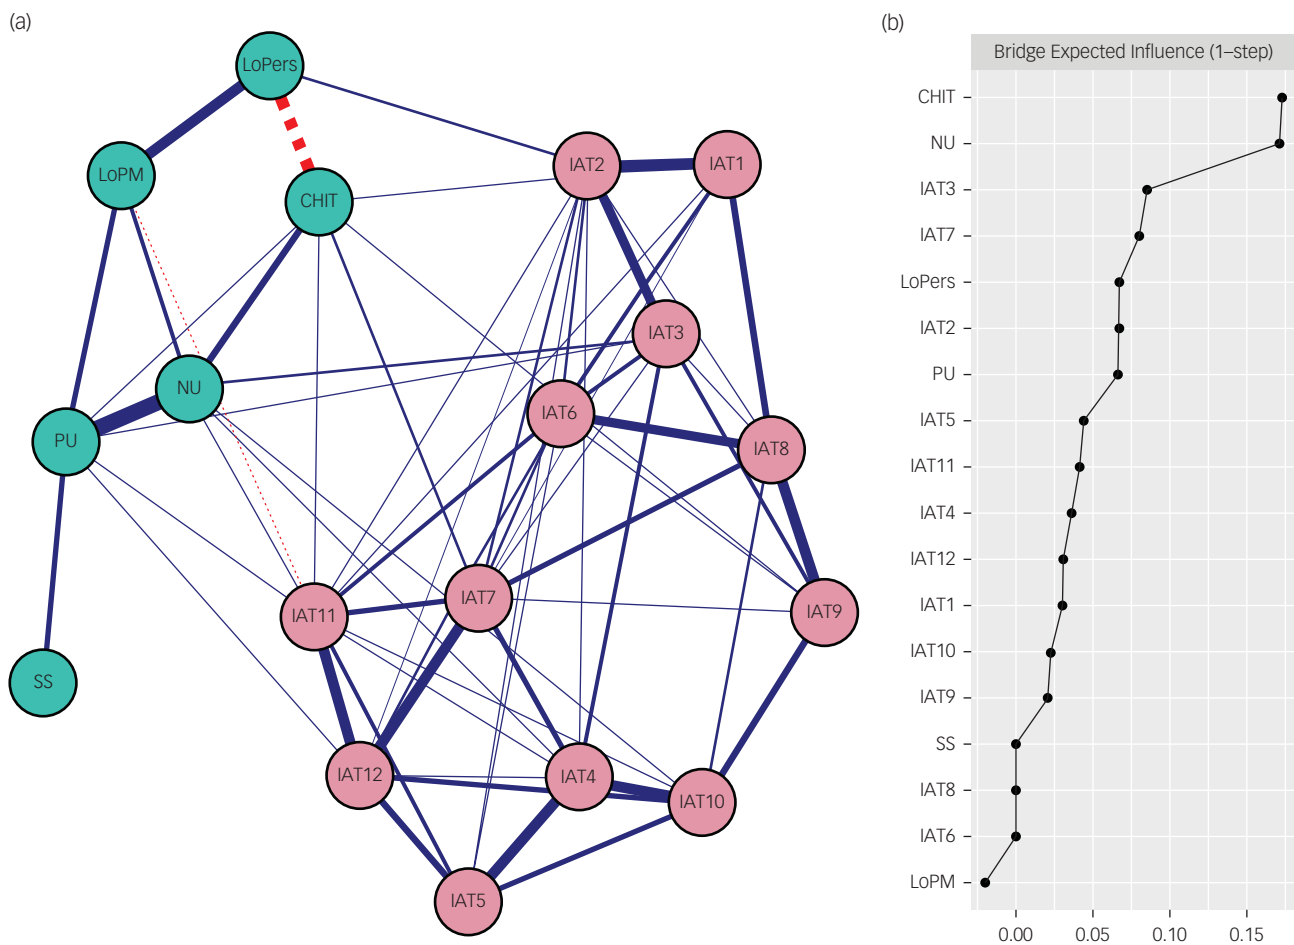 (a)
LoPers
LoPM
CHIT
IAT2
IAT1
IAT3
NU
IAT6
PU
IAT8
IAT7
IAT11
IAT9
SS
IAT12
IAT4
IAT10
IAT5
(b)
Bridge Expected Influence (1–step)
CHIT
NU
IAT3
IAT7
LoPers
IAT2
PU
IAT5
IAT11
IAT4
IAT12
IAT1
IAT10
IAT9
SS
IAT8
IAT6
LoPM
0.00 0.05 0.10 0.15